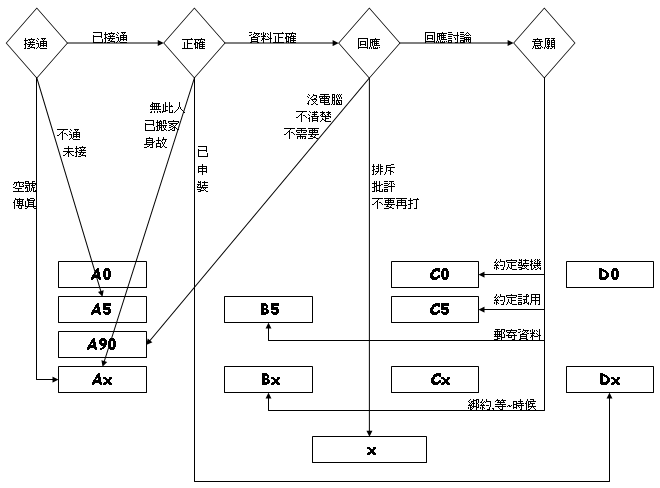 接通
已接通
正確
資料正確
回應
回應討論
意願
不通
未接
空號
傳真
無此人
已搬家
身故
已
申
裝
沒電腦
不清楚
不需要
排斥
批評
不要再打
約定裝機
約定試用
郵寄資料
綁約,等~時候
A0
C0
D0
A5
B5
C5
A90
Ax
Bx
Cx
Dx
x